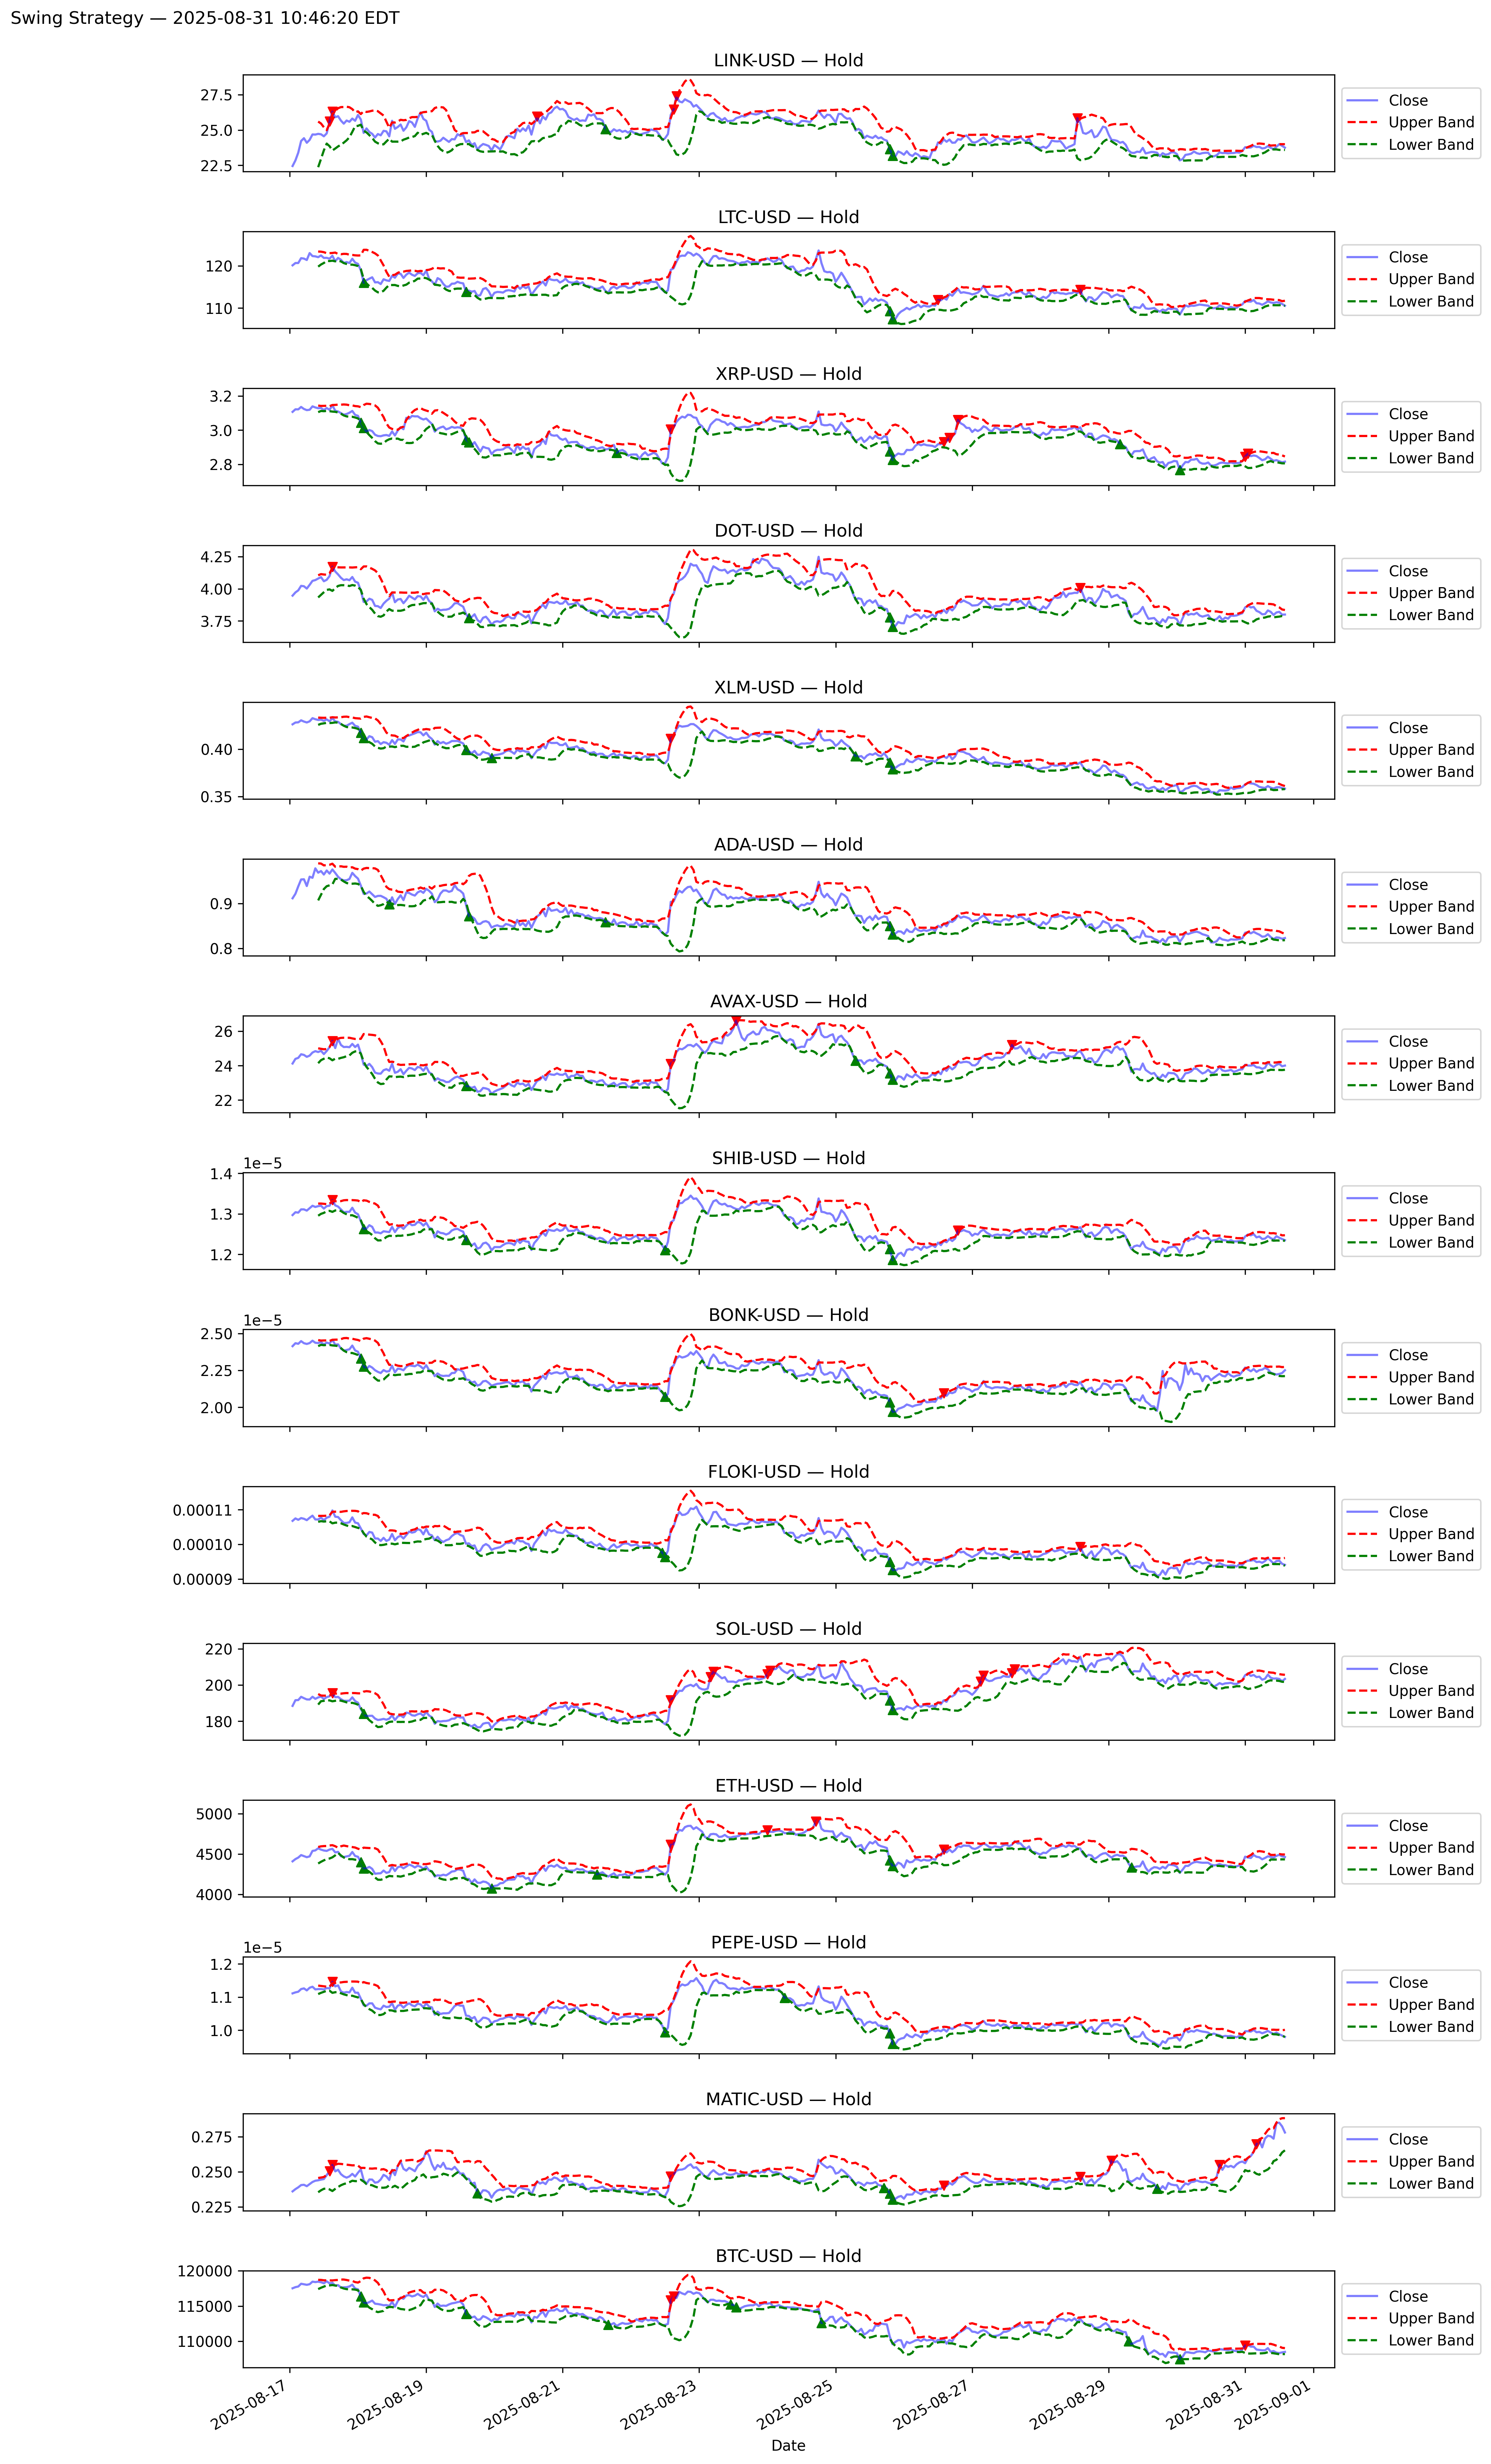 Swing Strategy — 2025-08-31 10:46:20 EDT
LINK-USD — Hold
27.5
25.0
22.5
Close
Upper Band
Lower Band
LTC-USD — Hold
120
110
Close
Upper Band
Lower Band
XRP-USD — Hold
3.2
3.0
2.8
Close
Upper Band
Lower Band
DOT-USD — Hold
4.25
4.00
3.75
Close
Upper Band
Lower Band
XLM-USD — Hold
0.40
0.35
Close
Upper Band
Lower Band
ADA-USD — Hold
0.9
0.8
Close
Upper Band
Lower Band
AVAX-USD — Hold
26
24
22
Close
Upper Band
Lower Band
SHIB-USD — Hold
1e−5
1.4
1.3
1.2
Close
Upper Band
Lower Band
BONK-USD — Hold
1e−5
2.50
2.25
2.00
Close
Upper Band
Lower Band
FLOKI-USD — Hold
0.00011
0.00010
0.00009
Close
Upper Band
Lower Band
SOL-USD — Hold
220
200
180
Close
Upper Band
Lower Band
ETH-USD — Hold
5000
4500
4000
Close
Upper Band
Lower Band
PEPE-USD — Hold
1e−5
1.2
1.1
1.0
Close
Upper Band
Lower Band
MATIC-USD — Hold
0.275
0.250
0.225
Close
Upper Band
Lower Band
BTC-USD — Hold
120000
115000
110000
Close
Upper Band
Lower Band
2025-08-17
2025-08-19
2025-08-21
2025-08-23
2025-08-25
2025-08-27
2025-08-29
2025-08-31
2025-09-01
Date